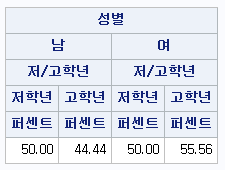 성별
남 여
저/고학년 저/고학년
저학년 고학년 저학년 고학년
퍼센트 퍼센트 퍼센트 퍼센트
50.00 44.44 50.00 55.56